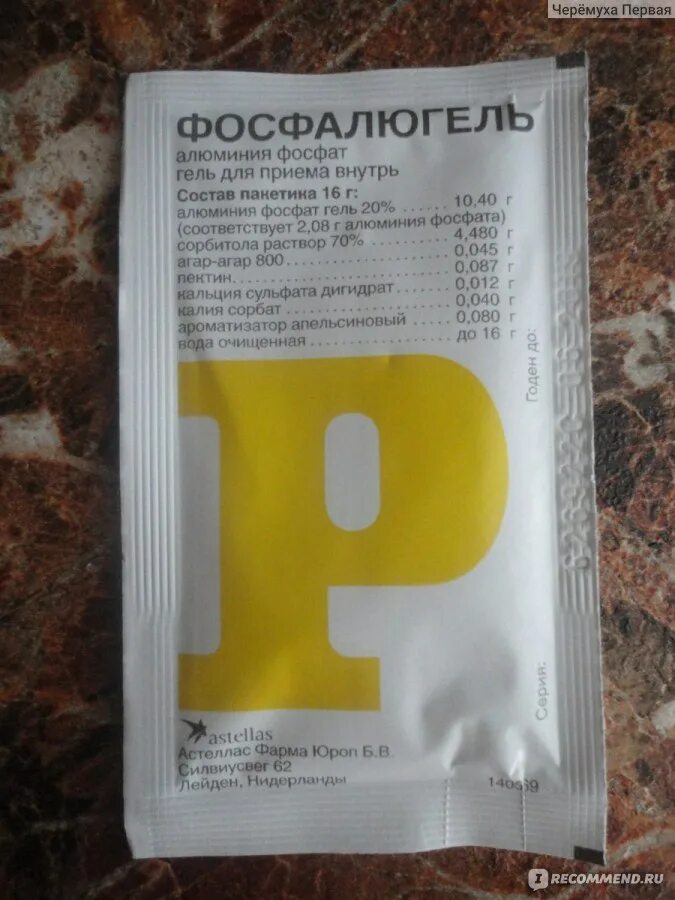 Черёмуха Первая
ФОСФАЛЮГЕЛЬ
алюминия фосфат
гель для приема внутрь
Состав пакетика 16 г:
алюминия фосфат гель 20% ...... 10,40 г
(соответствует 2,08 г алюминия фосфата)
сорбитола раствор 70% ............ 4,480 г
агар-агар 800 ........................ 0,045 г
пектин ................................ 0,087 г
кальция сульфата дигидрат ....... 0,012 г
калия сорбат ......................... 0,040 г
ароматизатор апельсиновый ..... 0,080 г
вода очищенная ..................... до 16 г
Годен до:
P
Серия:
astellas
Астеллас Фарма Юроп Б.В
Силвиусвег 62
Лейден, Нидерланды
IRECOMMEND.RU